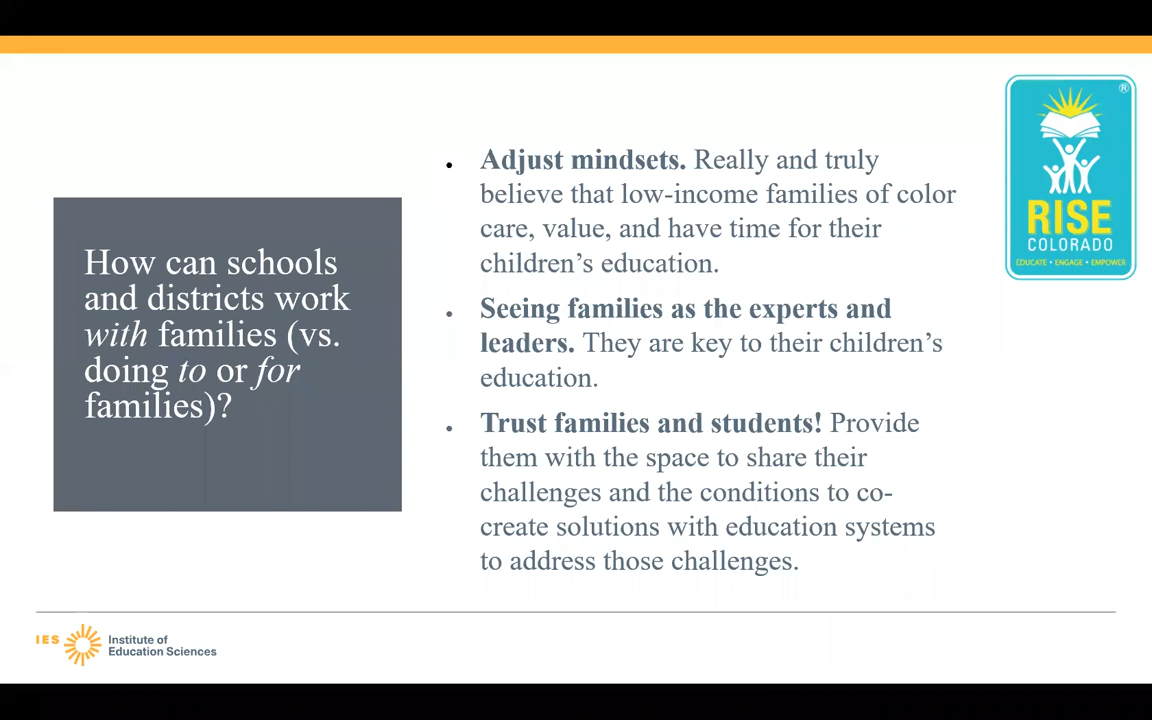 How can schools
and districts work
with families (vs.
doing to or for
families)?
• Adjust mindsets. Really and truly
believe that low-income families of color
care, value, and have time for their
children’s education.
• Seeing families as the experts and
leaders. They are key to their children’s
education.
• Trust families and students! Provide
them with the space to share their
challenges and the conditions to co-
create solutions with education systems
to address those challenges.
®
RISE
COLORADO
EDUCATE • ENGAGE • EMPOWER
IES
Institute of
Education Sciences